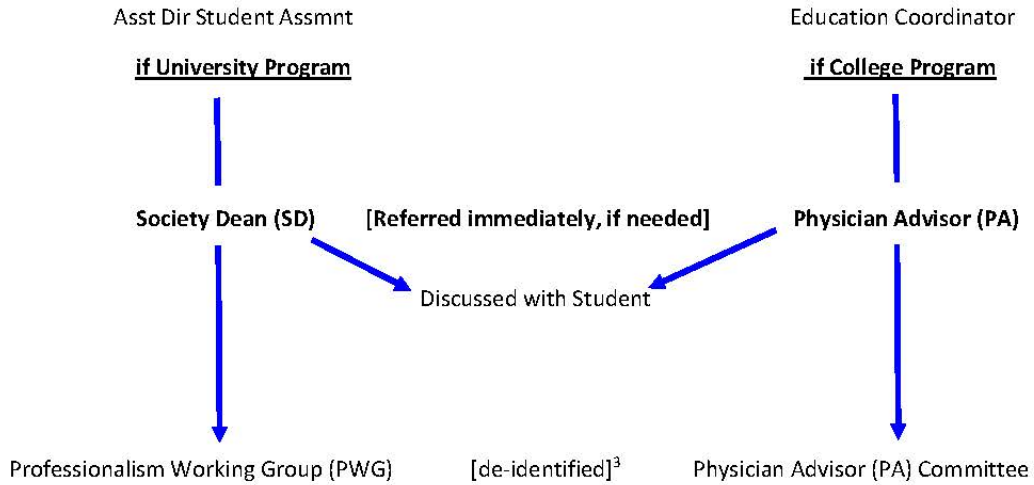 Asst Dir Student Assmnt Education Coordinator
if University Program if College Program
Society Dean (SD) [Referred immediately, if needed] Physician Advisor (PA)
Discussed with Student
Professionalism Working Group (PWG) [de-identified]³ Physician Advisor (PA) Committee